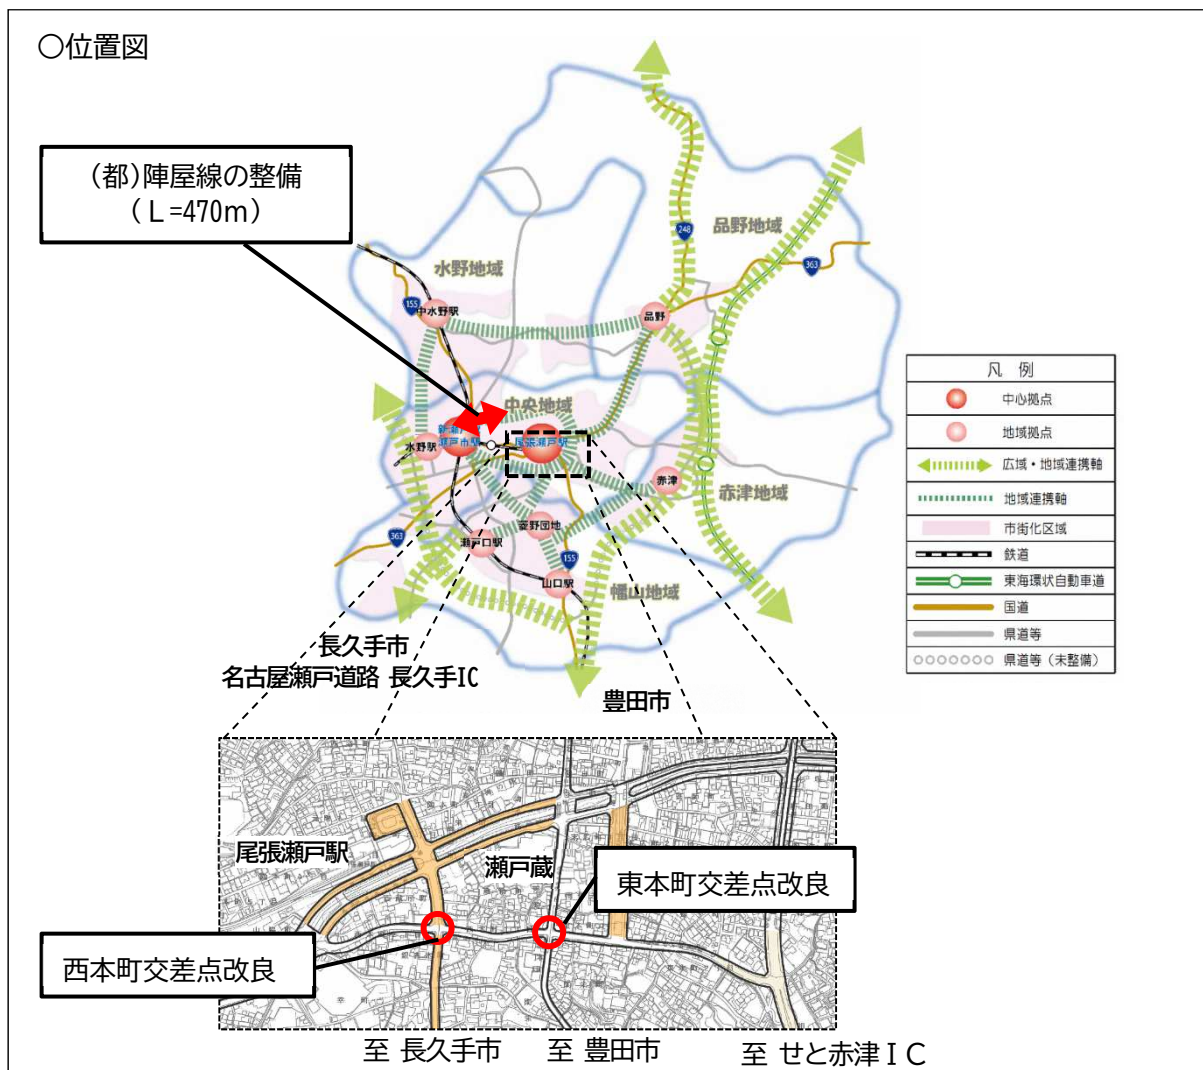 ○位置図
（都）陣屋線の整備
（Ｌ=470ｍ）
248
品野地域
363
水野地域
155
中水野駅
品野
中央地域
瀬戸市駅
尾張瀬戸駅
水野駅
赤津
赤津地域
菱野団地
363
瀬戸口駅
155
山口駅
幡山地域
長久手市
名古屋瀬戸道路 長久手IC
豊田市
凡 例
中心拠点
地域拠点
広域・地域連携軸
地域連携軸
市街化区域
鉄道
東海環状自動車道
国道
県道等
県道等（未整備）
尾張瀬戸駅
瀬戸蔵
東本町交差点改良
西本町交差点改良
至 長久手市
至 豊田市
至 せと赤津ＩＣ